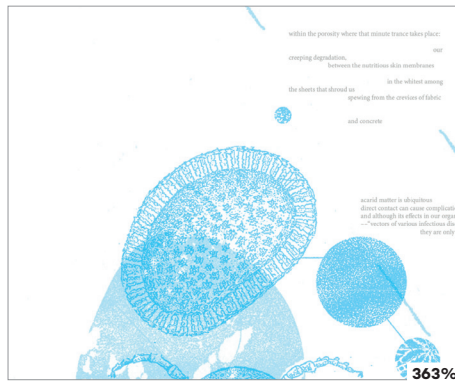 within the porosity where that minute trance takes place:
our
creeping degradation,
between the nutritious skin membranes
in the whitest among
the sheets that shroud us
spewing from the crevices of fabric
and concrete
acarid matter is ubiquitous
direct contact can cause complicatio
and although its effects in our orga
--"vectors of various infectious dis
they are only
363%